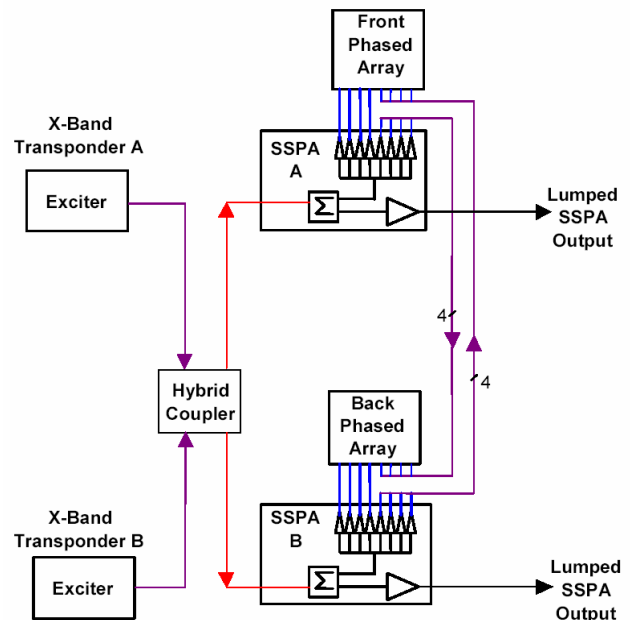 Front
Phased
Array
X-Band
Transponder A
Exciter
SSPA
A
Σ
Lumped
SSPA
Output
4
4
Hybrid
Coupler
Back
Phased
Array
X-Band
Transponder B
Exciter
SSPA
B
Σ
Lumped
SSPA
Output